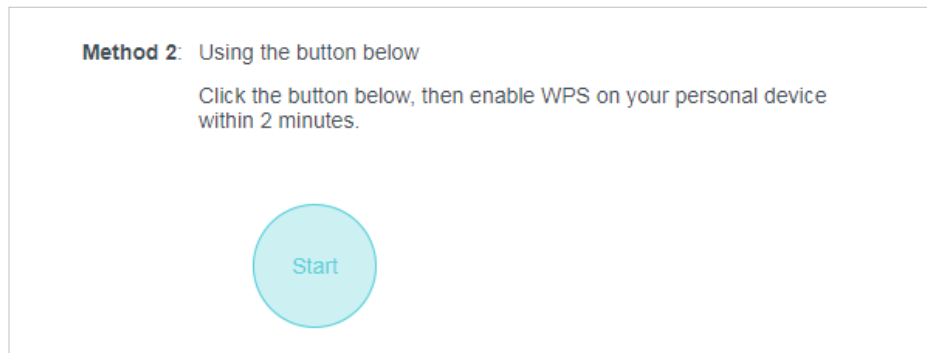 Method 2: Using the button below
Click the button below, then enable WPS on your personal device
within 2 minutes.
Start